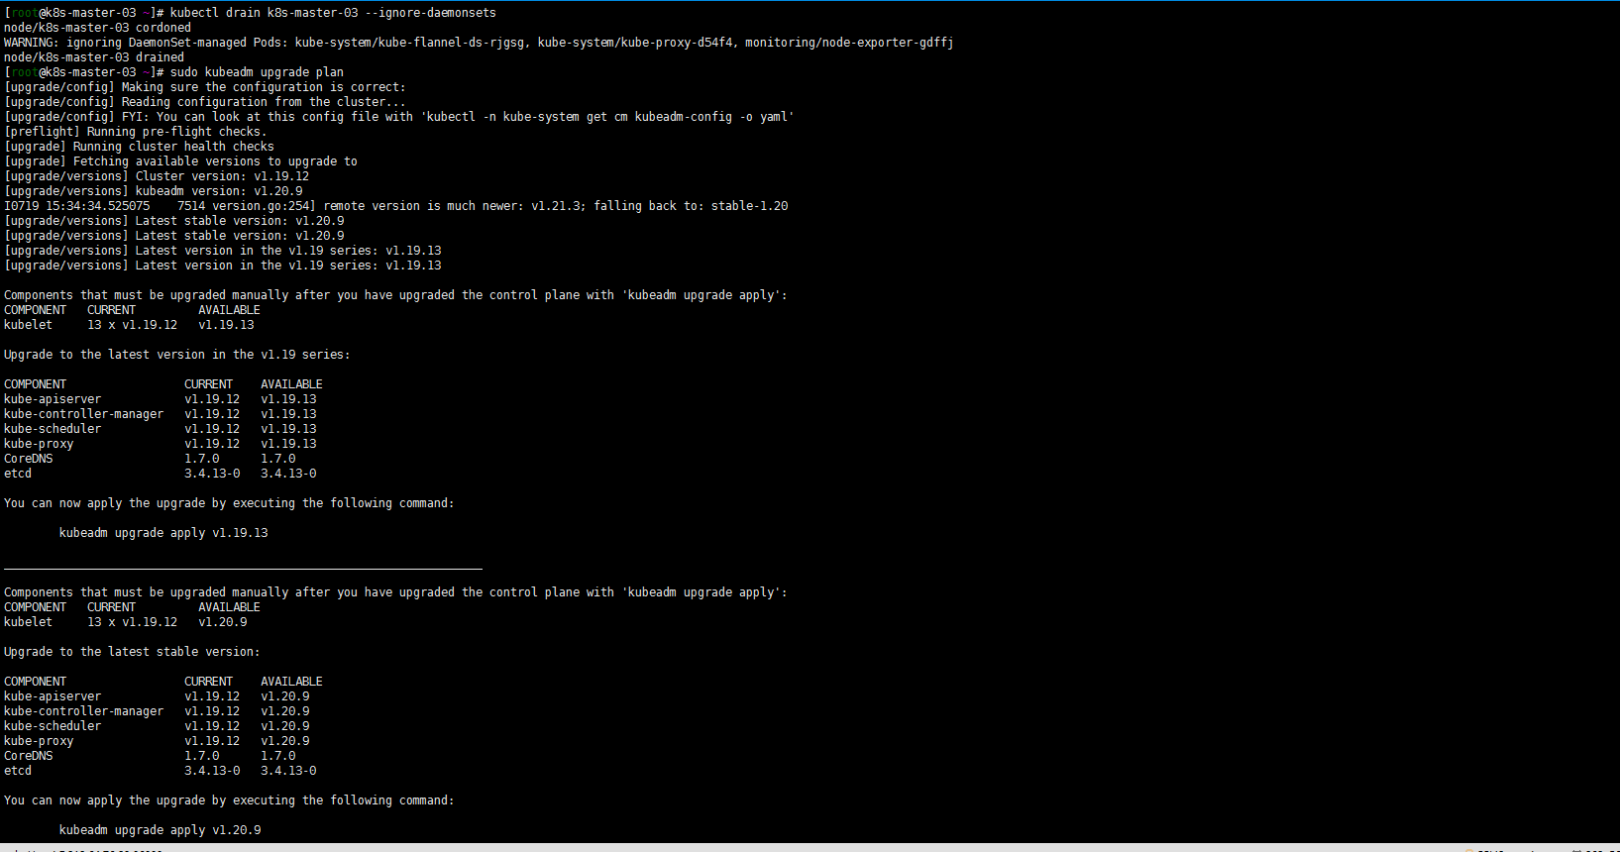 [root@k8s-master-03 ~]# kubectl drain k8s-master-03 --ignore-daemonsets
node/k8s-master-03 cordoned
WARNING: ignoring DaemonSet-managed Pods: kube-system/kube-flannel-ds-rjgsg, kube-system/kube-proxy-d54f4, monitoring/node-exporter-gdffj
node/k8s-master-03 drained
[root@k8s-master-03 ~]# sudo kubeadm upgrade plan
[upgrade/config] Making sure the configuration is correct:
[upgrade/config] Reading configuration from the cluster...
[upgrade/config] FYI: You can look at this config file with 'kubectl -n kube-system get cm kubeadm-config -o yaml'
[preflight] Running pre-flight checks.
[upgrade] Running cluster health checks
[upgrade] Fetching available versions to upgrade to
[upgrade/versions] Cluster version: v1.19.12
[upgrade/versions] kubeadm version: v1.20.9
I0719 15:34:34.525075    7514 version.go:254] remote version is much newer: v1.21.3; falling back to: stable-1.20
[upgrade/versions] Latest stable version: v1.20.9
[upgrade/versions] Latest stable version: v1.20.9
[upgrade/versions] Latest version in the v1.19 series: v1.19.13
[upgrade/versions] Latest version in the v1.19 series: v1.19.13
Components that must be upgraded manually after you have upgraded the control plane with 'kubeadm upgrade apply':
COMPONENT   CURRENT         AVAILABLE
kubelet     13 x v1.19.12   v1.19.13
Upgrade to the latest version in the v1.19 series:
COMPONENT                 CURRENT    AVAILABLE
kube-apiserver            v1.19.12   v1.19.13
kube-controller-manager   v1.19.12   v1.19.13
kube-scheduler            v1.19.12   v1.19.13
kube-proxy                v1.19.12   v1.19.13
CoreDNS                   1.7.0      1.7.0
etcd                      3.4.13-0   3.4.13-0
You can now apply the upgrade by executing the following command:
kubeadm upgrade apply v1.19.13
_____________________________________________________________________
Components that must be upgraded manually after you have upgraded the control plane with 'kubeadm upgrade apply':
COMPONENT   CURRENT         AVAILABLE
kubelet     13 x v1.19.12   v1.20.9
Upgrade to the latest stable version:
COMPONENT                 CURRENT    AVAILABLE
kube-apiserver            v1.19.12   v1.20.9
kube-controller-manager   v1.19.12   v1.20.9
kube-scheduler            v1.19.12   v1.20.9
kube-proxy                v1.19.12   v1.20.9
CoreDNS                   1.7.0      1.7.0
etcd                      3.4.13-0   3.4.13-0
You can now apply the upgrade by executing the following command:
kubeadm upgrade apply v1.20.9